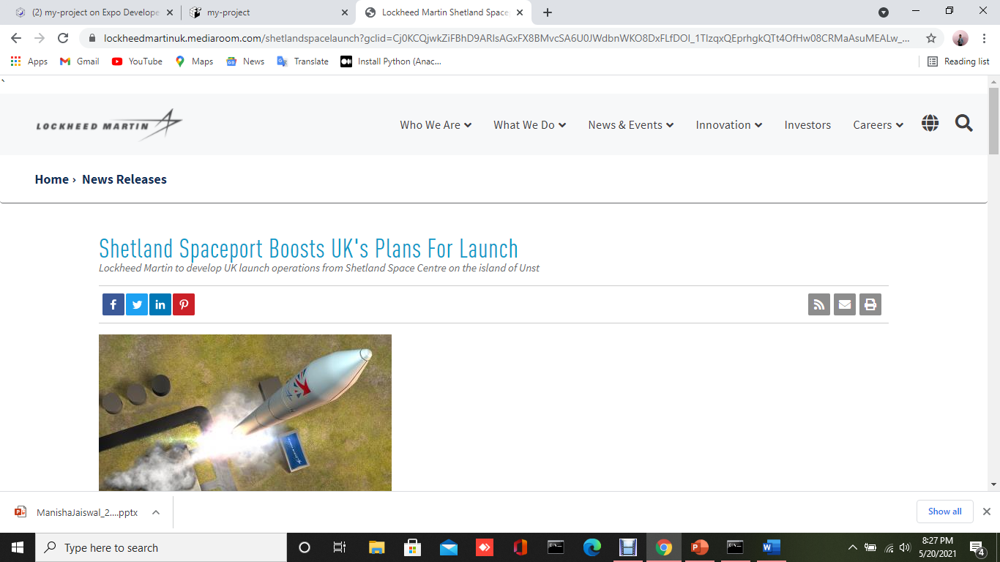 (2) my-project on Expo Develope
my-project
Lockheed Martin Shetland Space
lockheedmartinuk.mediaroom.com/shetlandspacelaunch?gclid=Cj0KCQjwkZiFBhD9ARIsAGxFX8BMvcSA6U0JWdbnWKO8DxFLfDOI_1TIzqxQEprhgkQTt4OfHw08CRMaAsuMEALw_...
Apps
Gmail
YouTube
Maps
News
Translate
Install Python (Anac...
Reading list
`
LOCKHEED MARTIN
Who We Are
What We Do
News & Events
Innovation
Investors
Careers
Home › News Releases
Shetland Spaceport Boosts UK's Plans For Launch
Lockheed Martin to develop UK launch operations from Shetland Space Centre on the island of Unst
ManishaJaiswal_2....pptx
Show all
Type here to search
8:27 PM
5/20/2021
4